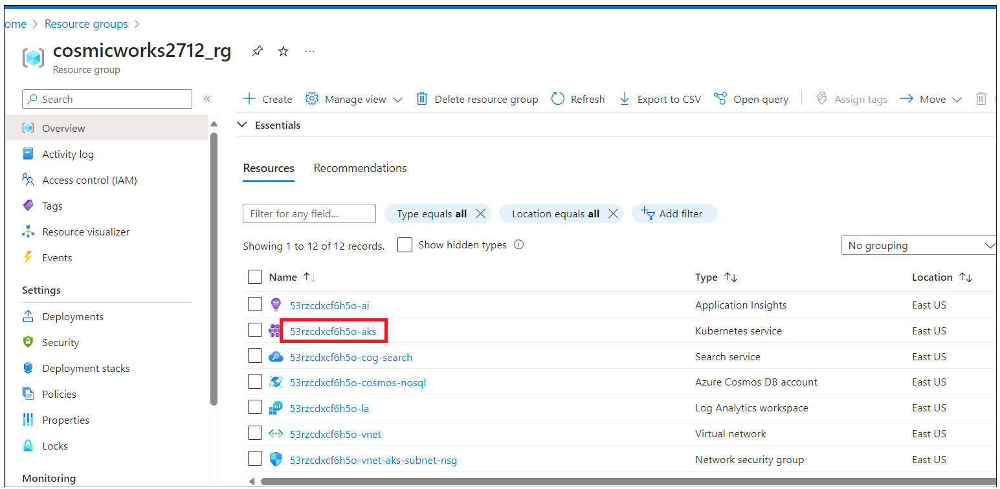 ome > Resource groups >
cosmicworks2712_rg
Resource group
Search
Overview
Activity log
Access control (IAM)
Tags
Resource visualizer
Events
Settings
Deployments
Security
Deployment stacks
Policies
Properties
Locks
Monitoring
Create Manage view Delete resource group Refresh Export to CSV Open query Assign tags Move
Essentials
Resources Recommendations
Filter for any field... Type equals all Location equals all Add filter
Showing 1 to 12 of 12 records. Show hidden types No grouping
Name Type Location
53rzcdxcf6h5o-ai Application Insights East US
53rzcdxcf6h5o-aks Kubernetes service East US
53rzcdxcf6h5o-cog-search Search service East US
53rzcdxcf6h5o-cosmos-nosql Azure Cosmos DB account East US
53rzcdxcf6h5o-la Log Analytics workspace East US
53rzcdxcf6h5o-vnet Virtual network East US
53rzcdxcf6h5o-vnet-aks-subnet-nsg Network security group East US